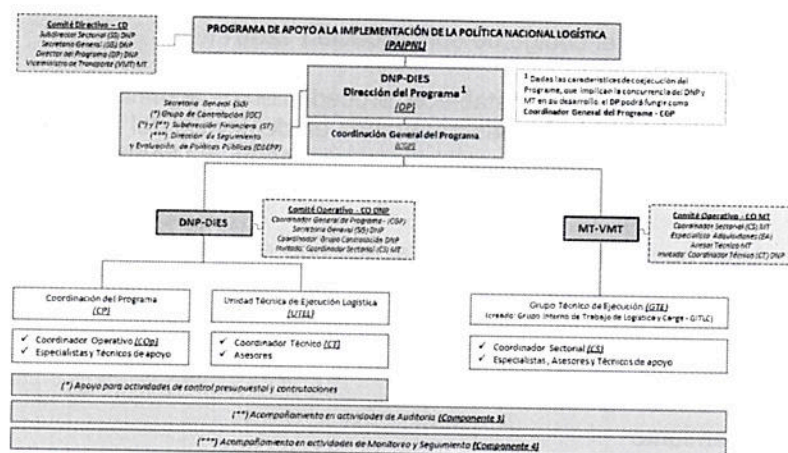 Comité Directivo – CD
Subdirector Sectorial (SS) DNP
Secretaria General (SG) DNP
Director del Programa (DP) DNP
Viceministro de Transporte (VMT) MT
PROGRAMA DE APOYO A LA IMPLEMENTACIÓN DE LA POLÍTICA NACIONAL LOGÍSTICA
(PAIPNL)
DNP-DIES
Dirección del Programa 1
(DP)
1 Dadas las características de coejecución del
Programa, que implican la concurrencia del DNP y
MT en su desarrollo, el DP podrá fungir como
Coordinador General del Programa - CGP
Secretaria General (SG)
(*) Grupo de Contratación
(*) y (**) Subdirección Financiera (SF)
(***) Dirección de Seguimiento
y Evaluación de Políticas Públicas (DSEPP)
Coordinación General del Programa
(CGP)
DNP-DIES
Comité Operativo – CO DNP
Coordinador General de Programa - (CGP)
Secretaria General (SG) DNP
Coordinador Grupo Contratación DNP
Invitado: Coordinador Sectorial (CS) MT
MT-VMT
Comité Operativo – CO MT
Coordinador Sectorial (CS) MT
Especialista Adquisiciones (EA)
Asesor Técnico MT
Invitado: Coordinador Técnico (CT) DNP
Coordinación del Programa
(CP)
✓ Coordinador Operativo (COp)
✓ Especialistas y Técnicos de apoyo
Unidad Técnica de Ejecución Logística
(UTEL)
✓ Coordinador Técnico (CT)
✓ Asesores
Grupo Técnico de Ejecución (GTE)
(creado: Grupo Interno de Trabajo de Logística y Carga - GITLC)
✓ Coordinador Sectorial (CS)
✓ Especialistas, Asesores y Técnicos de apoyo
(*) Apoyo para actividades de control presupuestal y contrataciones
(**) Acompañamiento en actividades de Auditoría (Componente 3)
(***) Acompañamiento en actividades de Monitoreo y Seguimiento (Componente 4)